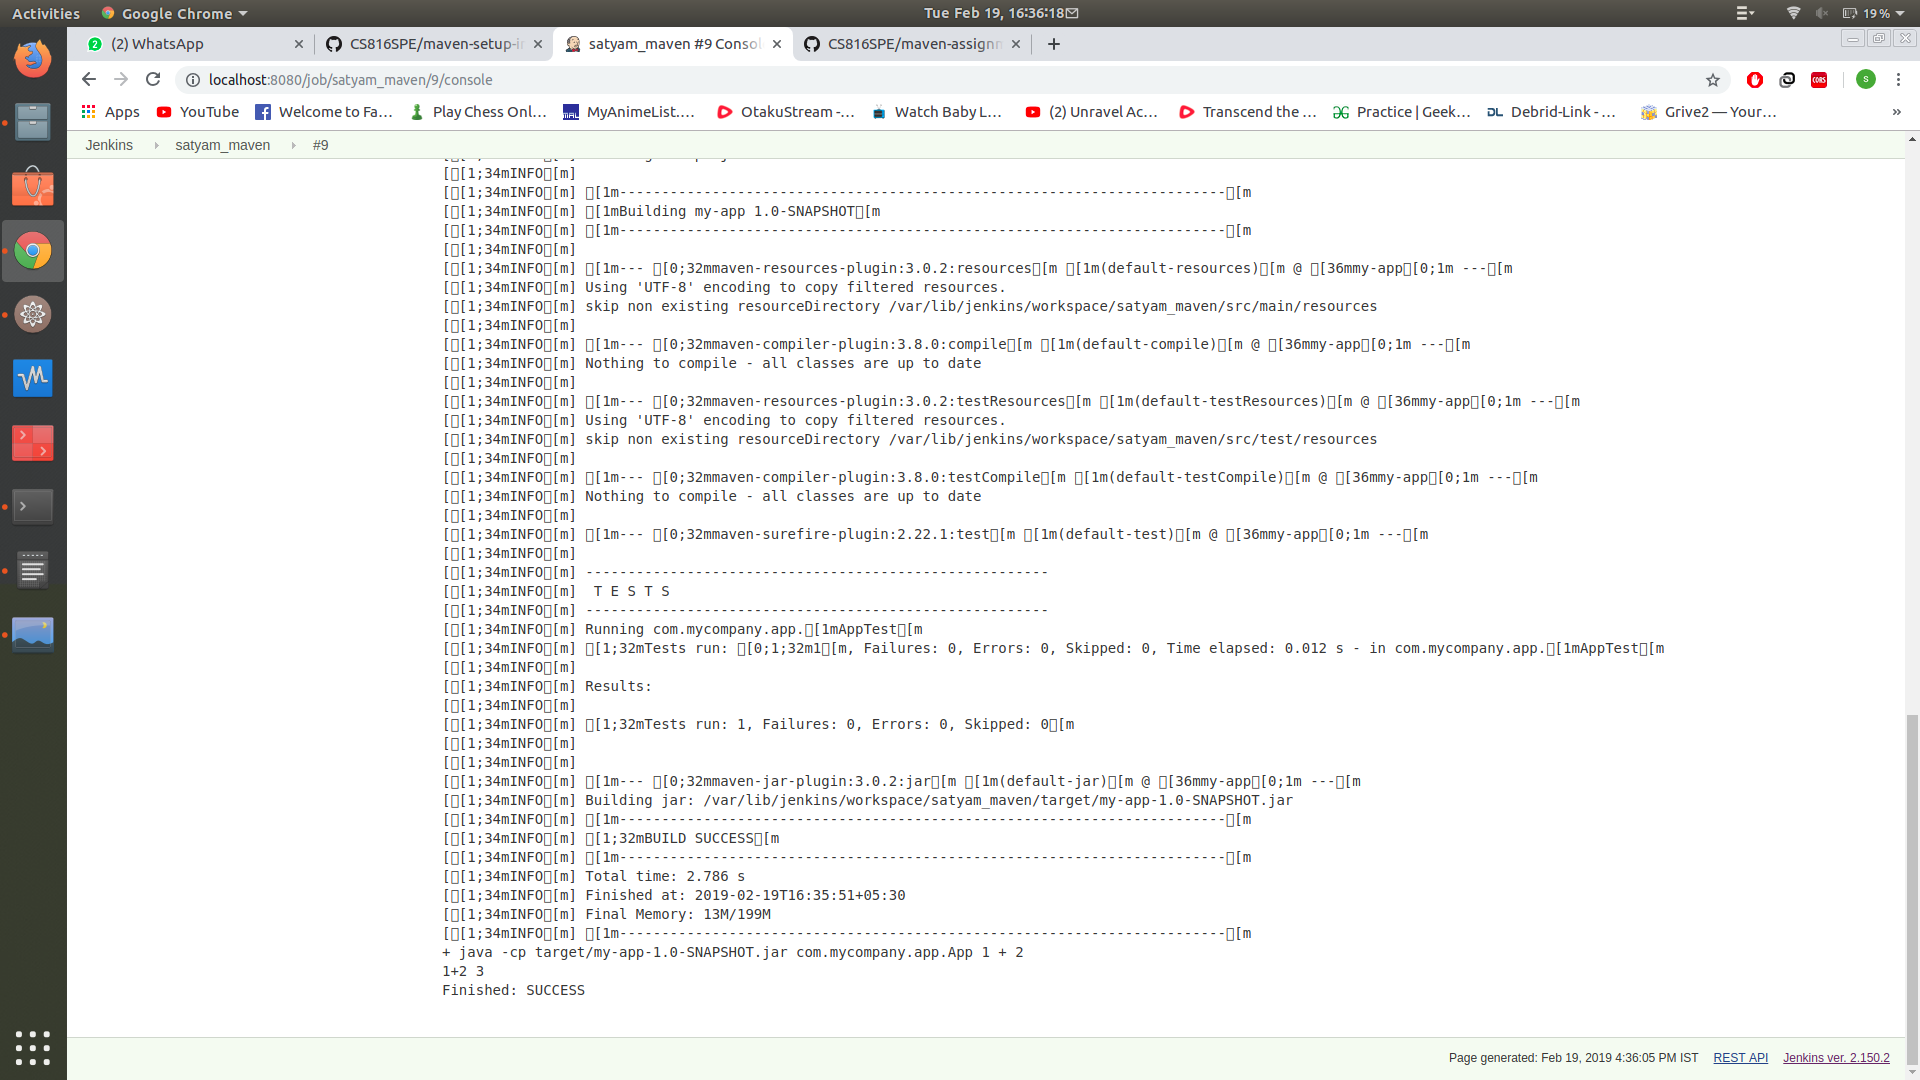 Activities Google Chrome Tue Feb 19, 16:36:18 19%
(2) WhatsApp CS816SPE/maven-setup-i satyam_maven #9 Conso CS816SPE/maven-assignm
localhost:8080/job/satyam_maven/9/console
Apps YouTube Welcome to Fa... Play Chess Onl... MyAnimeList.... OtakuStream -... Watch Baby L... (2) Unravel Ac... Transcend the ... Practice | Geek... Debrid-Link - ... Grive2 — Your... »
Jenkins satyam_maven #9
[[1;34mINFO[m]
[[1;34mINFO[m] [1m------------------------------------------------------------------------[m
[[1;34mINFO[m] [1mBuilding my-app 1.0-SNAPSHOT[m
[[1;34mINFO[m] [1m------------------------------------------------------------------------[m
[[1;34mINFO[m]
[[1;34mINFO[m] [1m--- [0;32mmaven-resources-plugin:3.0.2:resources[m [1m(default-resources)[m @ [36mmy-app[0;1m ---[m
[[1;34mINFO[m] Using 'UTF-8' encoding to copy filtered resources.
[[1;34mINFO[m] skip non existing resourceDirectory /var/lib/jenkins/workspace/satyam_maven/src/main/resources
[[1;34mINFO[m]
[[1;34mINFO[m] [1m--- [0;32mmaven-compiler-plugin:3.8.0:compile[m [1m(default-compile)[m @ [36mmy-app[0;1m ---[m
[[1;34mINFO[m] Nothing to compile - all classes are up to date
[[1;34mINFO[m]
[[1;34mINFO[m] [1m--- [0;32mmaven-resources-plugin:3.0.2:testResources[m [1m(default-testResources)[m @ [36mmy-app[0;1m ---[m
[[1;34mINFO[m] Using 'UTF-8' encoding to copy filtered resources.
[[1;34mINFO[m] skip non existing resourceDirectory /var/lib/jenkins/workspace/satyam_maven/src/test/resources
[[1;34mINFO[m]
[[1;34mINFO[m] [1m--- [0;32mmaven-compiler-plugin:3.8.0:testCompile[m [1m(default-testCompile)[m @ [36mmy-app[0;1m ---[m
[[1;34mINFO[m] Nothing to compile - all classes are up to date
[[1;34mINFO[m]
[[1;34mINFO[m] [1m--- [0;32mmaven-surefire-plugin:2.22.1:test[m [1m(default-test)[m @ [36mmy-app[0;1m ---[m
[[1;34mINFO[m]
[[1;34mINFO[m] -------------------------------------------------------
[[1;34mINFO[m]  T E S T S
[[1;34mINFO[m] -------------------------------------------------------
[[1;34mINFO[m] Running com.mycompany.app.[1mAppTest[m
[[1;34mINFO[m] [1;32mTests run: [0;1;32m1[m, Failures: 0, Errors: 0, Skipped: 0, Time elapsed: 0.012 s - in com.mycompany.app.[1mAppTest[m
[[1;34mINFO[m]
[[1;34mINFO[m] Results:
[[1;34mINFO[m]
[[1;34mINFO[m] [1;32mTests run: 1, Failures: 0, Errors: 0, Skipped: 0[m
[[1;34mINFO[m]
[[1;34mINFO[m]
[[1;34mINFO[m] [1m--- [0;32mmaven-jar-plugin:3.0.2:jar[m [1m(default-jar)[m @ [36mmy-app[0;1m ---[m
[[1;34mINFO[m] Building jar: /var/lib/jenkins/workspace/satyam_maven/target/my-app-1.0-SNAPSHOT.jar
[[1;34mINFO[m] [1m------------------------------------------------------------------------[m
[[1;34mINFO[m] [1;32mBUILD SUCCESS[m
[[1;34mINFO[m] [1m------------------------------------------------------------------------[m
[[1;34mINFO[m] Total time: 2.786 s
[[1;34mINFO[m] Finished at: 2019-02-19T16:35:51+05:30
[[1;34mINFO[m] Final Memory: 13M/199M
[[1;34mINFO[m] [1m------------------------------------------------------------------------[m
+ java -cp target/my-app-1.0-SNAPSHOT.jar com.mycompany.app.App 1 + 2
1+2 3
Finished: SUCCESS
Page generated: Feb 19, 2019 4:36:05 PM IST REST API Jenkins ver. 2.150.2